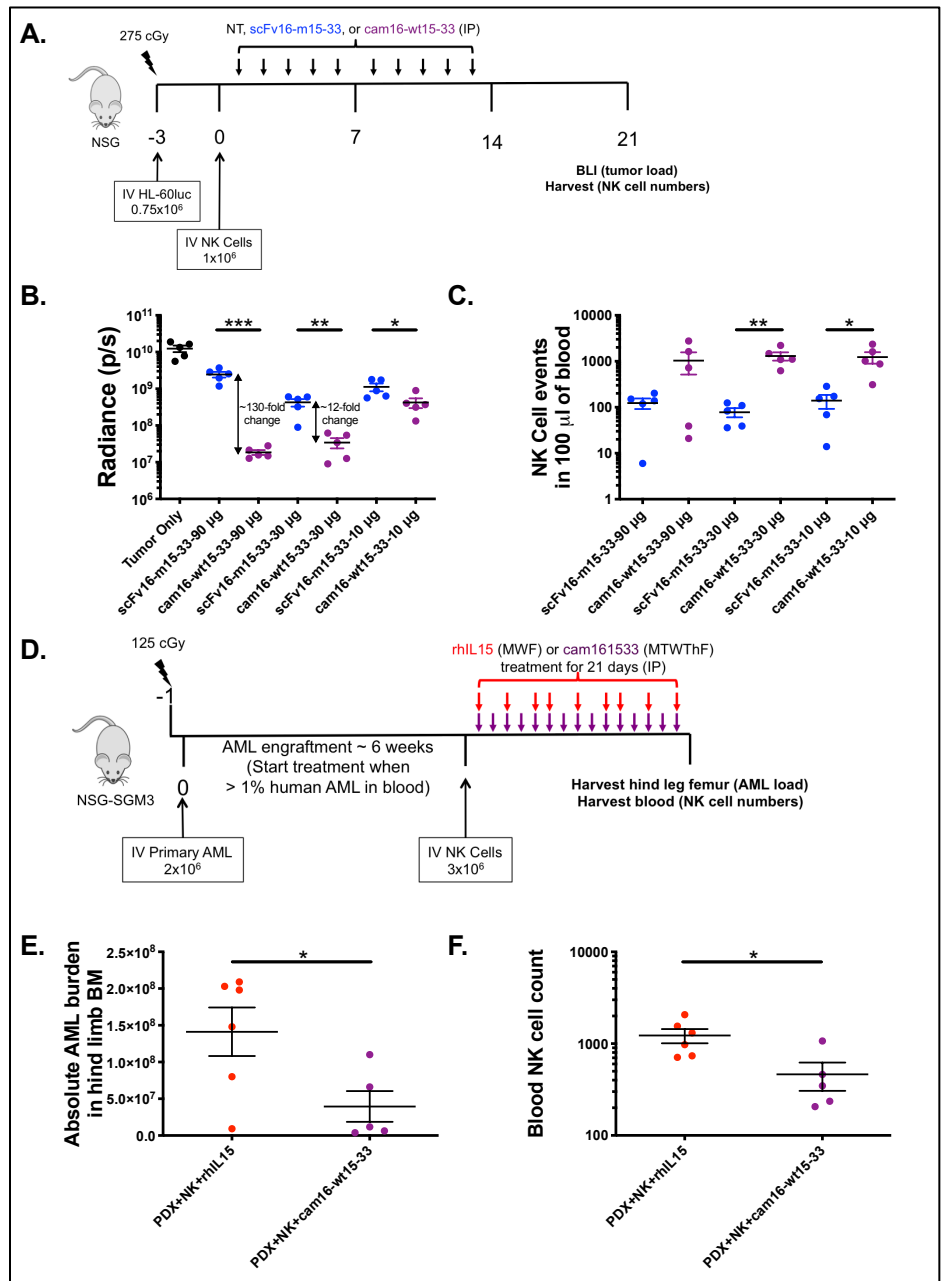 A.
275 cGy
NT, scFv16-m15-33, or cam16-wt15-33 (IP)
NSG
-3
0
7
14
21
IV HL-60luc
0.75x10⁶
IV NK Cells
1x10⁶
BLI (tumor load)
Harvest (NK cell numbers)
B.
Radiance (p/s)
10¹¹
10¹⁰
10⁹
10⁸
10⁷
10⁶
***
**
*
~130-fold
change
~12-fold
change
Tumor Only
scFv16-m15-33-90 µg
cam16-wt15-33-90 µg
scFv16-m15-33-30 µg
cam16-wt15-33-30 µg
scFv16-m15-33-10 µg
cam16-wt15-33-10 µg
C.
NK Cell events
in 100 µl of blood
10000
1000
100
10
1
**
*
scFv16-m15-33-90 µg
cam16-wt15-33-90 µg
scFv16-m15-33-30 µg
cam16-wt15-33-30 µg
scFv16-m15-33-10 µg
cam16-wt15-33-10 µg
D.
125 cGy
rhIL15 (MWF) or cam161533 (MTWThF)
treatment for 21 days (IP)
-1
NSG-SGM3
0
AML engraftment ~ 6 weeks
(Start treatment when
> 1% human AML in blood)
IV Primary AML
2x10⁶
IV NK Cells
3x10⁶
Harvest hind leg femur (AML load)
Harvest blood (NK cell numbers)
E.
Absolute AML burden
in hind limb BM
2.5×10⁸
2.0×10⁸
1.5×10⁸
1.0×10⁸
5.0×10⁷
0.0
*
PDX+NK+rhIL15
PDX+NK+cam16-wt15-33
F.
Blood NK cell count
10000
1000
100
*
PDX+NK+rhIL15
PDX+NK+cam16-wt15-33